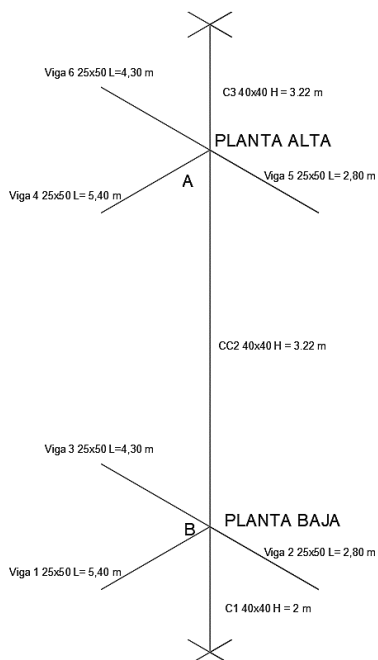 Viga 6 25x50 L=4,30 m
C3 40x40 H = 3.22 m
PLANTA ALTA
A
Viga 5 25x50 L= 2,80 m
Viga 4 25x50 L= 5,40 m
CC2 40x40 H = 3.22 m
Viga 3 25x50 L=4,30 m
PLANTA BAJA
B
Viga 2 25x50 L= 2,80 m
Viga 1 25x50 L= 5,40 m
C1 40x40 H = 2 m